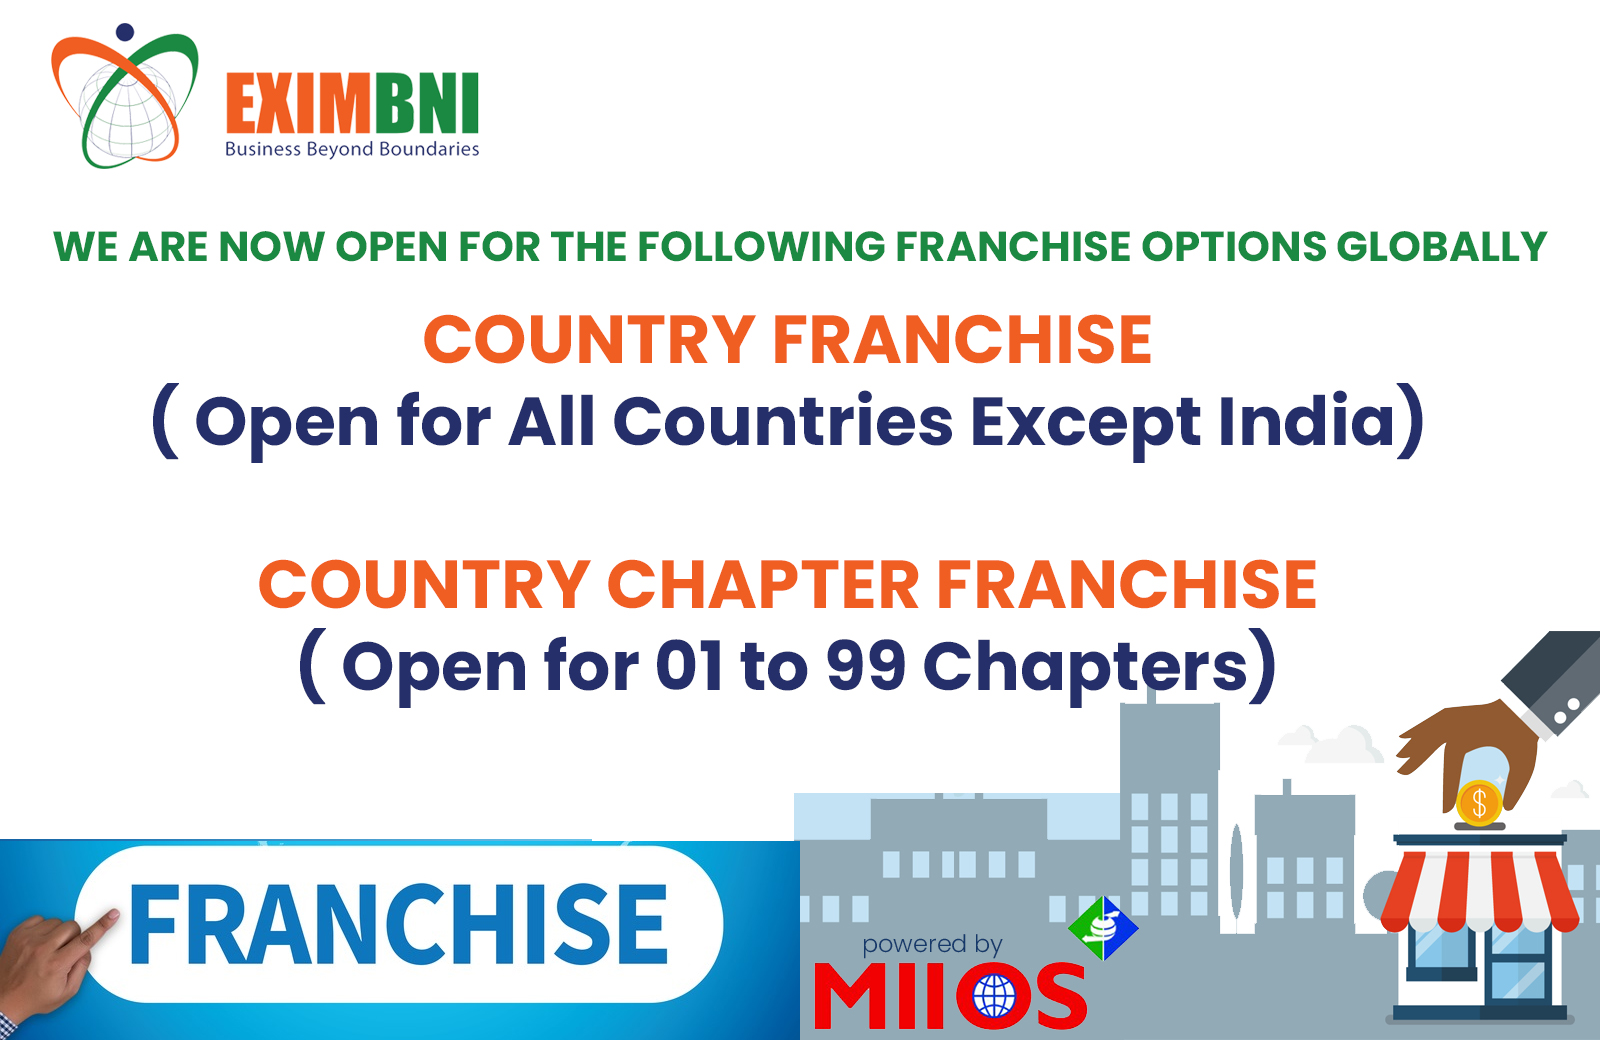 EXIMBNI
Business Beyond Boundaries
WE ARE NOW OPEN FOR THE FOLLOWING FRANCHISE OPTIONS GLOBALLY
COUNTRY FRANCHISE
( Open for All Countries Except India)
COUNTRY CHAPTER FRANCHISE
( Open for 01 to 99 Chapters)
$
FRANCHISE
powered by
MIIOS